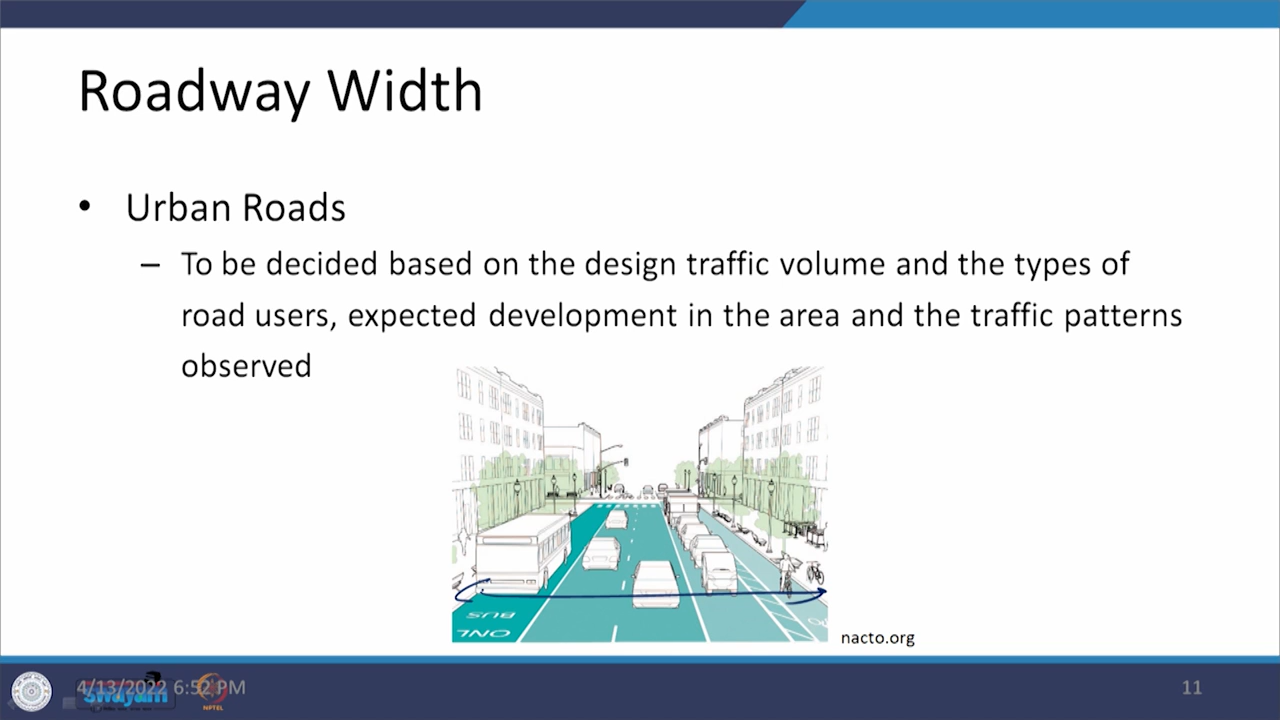 Roadway Width
• Urban Roads
– To be decided based on the design traffic volume and the types of
road users, expected development in the area and the traffic patterns
observed
BUS
ONL
nacto.org
4/13/2022 6:52 PM
swayam
NPTEL
11